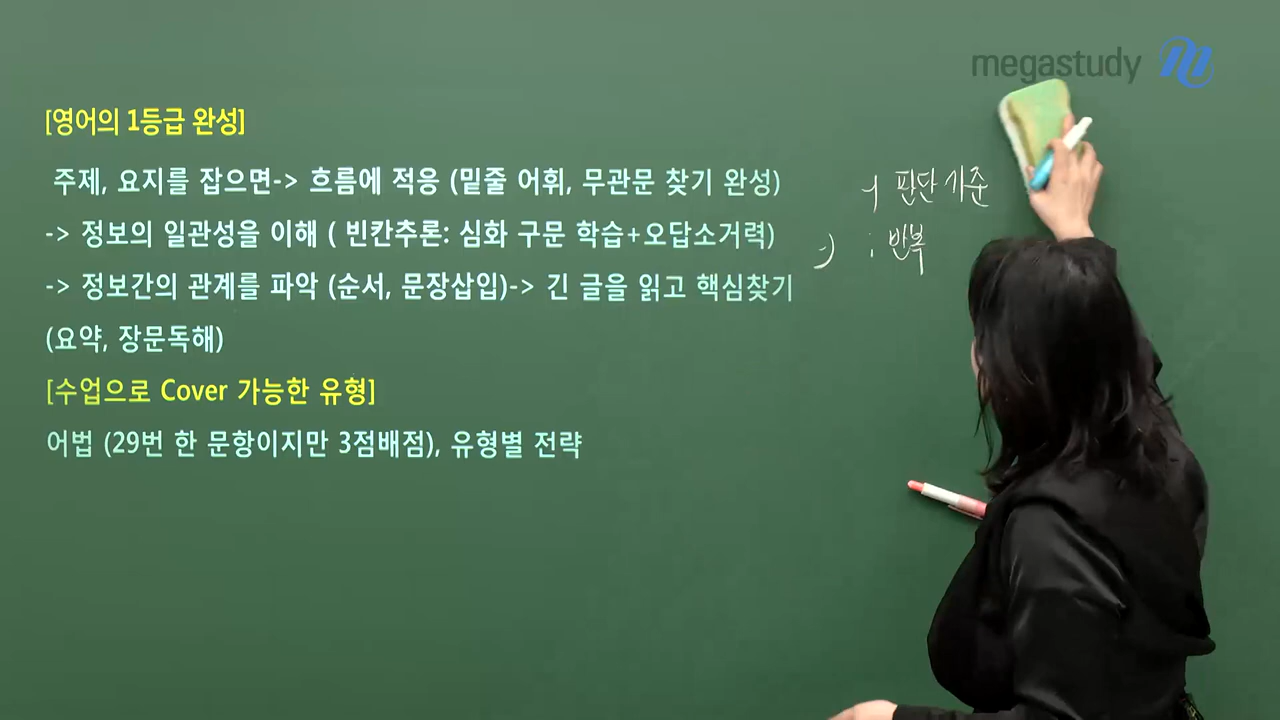 megastudy
[영어의 1등급 완성]
주제, 요지를 잡으면-> 흐름에 적응 (밑줄 어휘, 무관문 찾기 완성)
-> 정보의 일관성을 이해 ( 빈칸추론: 심화 구문 학습+오답소거력)
-> 정보간의 관계를 파악 (순서, 문장삽입)-> 긴 글을 읽고 핵심찾기
(요약, 장문독해)
[수업으로 Cover 가능한 유형]
어법 (29번 한 문항이지만 3점배점), 유형별 전략
판단 기준
: 반복